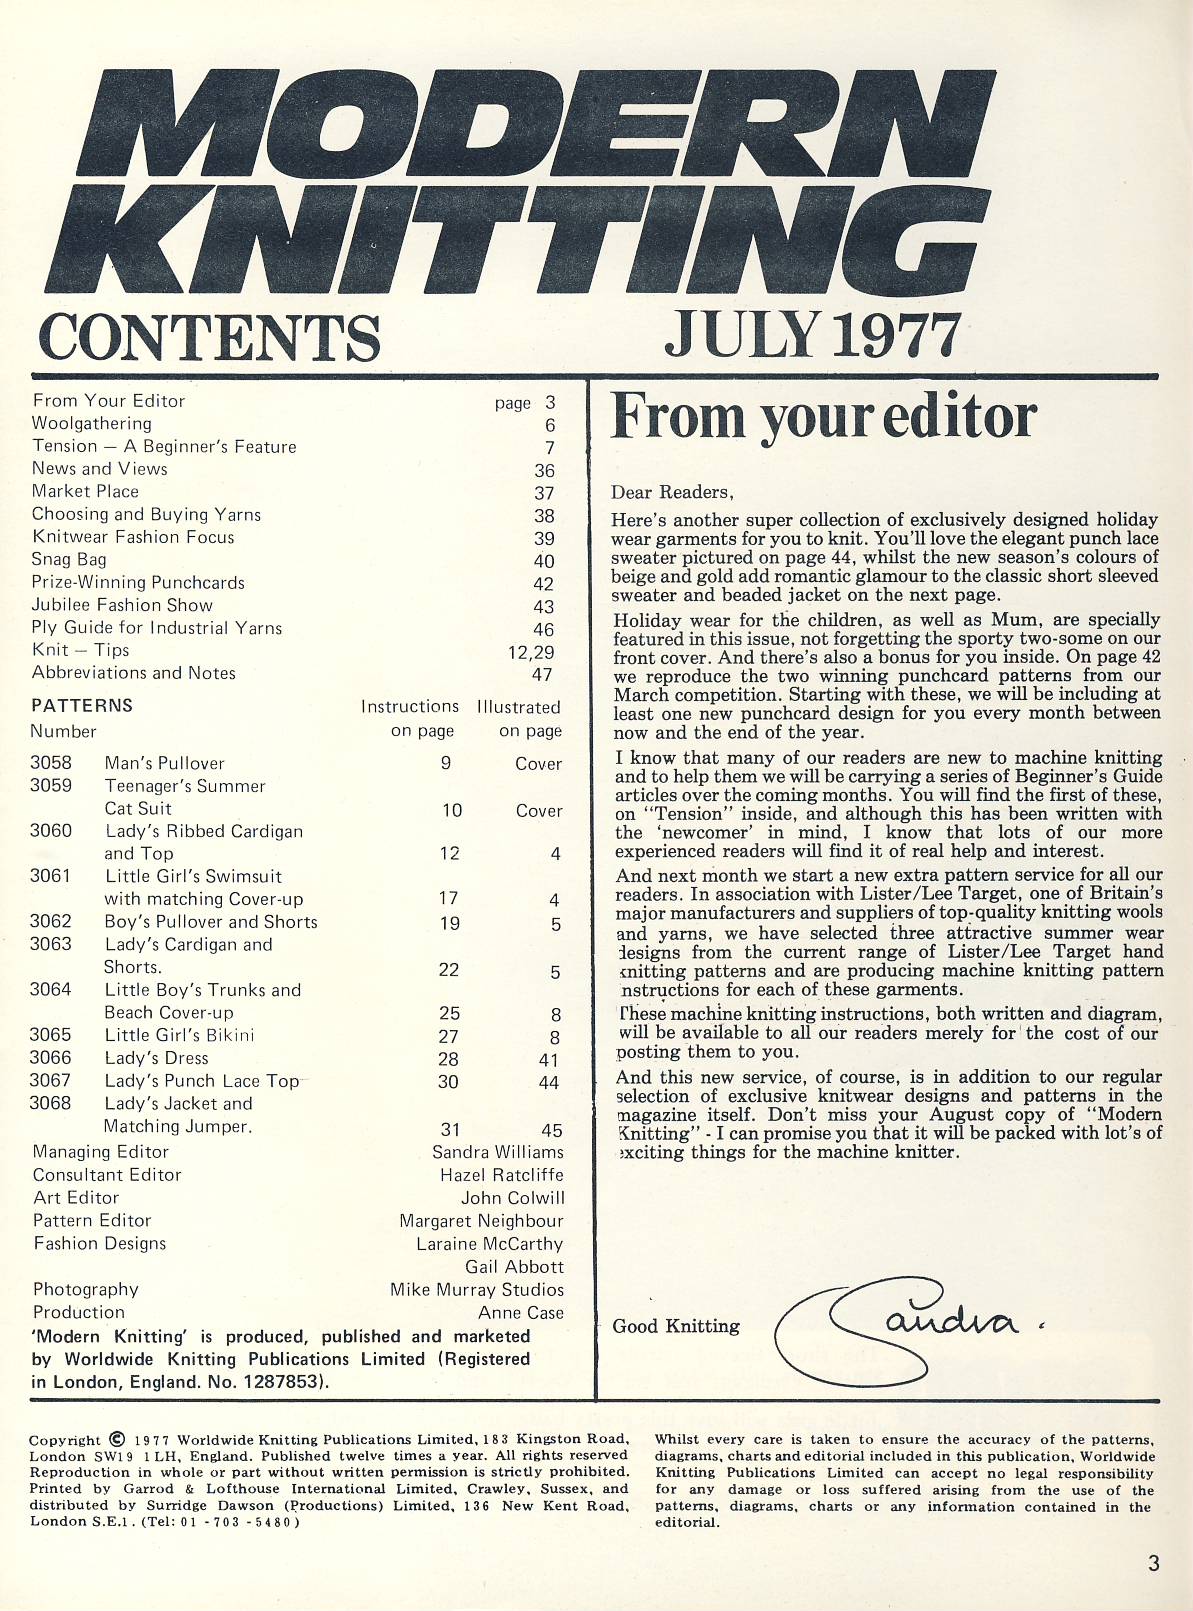 MODERN
KNITTING
CONTENTS
JULY 1977
From Your Editor page 3
Woolgathering 6
Tension – A Beginner's Feature 7
News and Views 36
Market Place 37
Choosing and Buying Yarns 38
Knitwear Fashion Focus 39
Snag Bag 40
Prize-Winning Punchcards 42
Jubilee Fashion Show 43
Ply Guide for Industrial Yarns 46
Knit – Tips 12,29
Abbreviations and Notes 47
PATTERNS Instructions Illustrated
Number on page on page
3058 Man's Pullover 9 Cover
3059 Teenager's Summer
Cat Suit 10 Cover
3060 Lady's Ribbed Cardigan
and Top 12 4
3061 Little Girl's Swimsuit
with matching Cover-up 17 4
3062 Boy's Pullover and Shorts 19 5
3063 Lady's Cardigan and
Shorts. 22 5
3064 Little Boy's Trunks and
Beach Cover-up 25 8
3065 Little Girl's Bikini 27 8
3066 Lady's Dress 28 41
3067 Lady's Punch Lace Top 30 44
3068 Lady's Jacket and
Matching Jumper. 31 45
Managing Editor Sandra Williams
Consultant Editor Hazel Ratcliffe
Art Editor John Colwill
Pattern Editor Margaret Neighbour
Fashion Designs Laraine McCarthy
Gail Abbott
Photography Mike Murray Studios
Production Anne Case
'Modern Knitting' is produced, published and marketed
by Worldwide Knitting Publications Limited (Registered
in London, England. No. 1287853).
From your editor
Dear Readers,
Here's another super collection of exclusively designed holiday
wear garments for you to knit. You'll love the elegant punch lace
sweater pictured on page 44, whilst the new season's colours of
beige and gold add romantic glamour to the classic short sleeved
sweater and beaded jacket on the next page.
Holiday wear for the children, as well as Mum, are specially
featured in this issue, not forgetting the sporty two-some on our
front cover. And there's also a bonus for you inside. On page 42
we reproduce the two winning punchcard patterns from our
March competition. Starting with these, we will be including at
least one new punchcard design for you every month between
now and the end of the year.
I know that many of our readers are new to machine knitting
and to help them we will be carrying a series of Beginner's Guide
articles over the coming months. You will find the first of these,
on "Tension" inside, and although this has been written with
the 'newcomer' in mind, I know that lots of our more
experienced readers will find it of real help and interest.
And next month we start a new extra pattern service for all our
readers. In association with Lister/Lee Target, one of Britain's
major manufacturers and suppliers of top-quality knitting wools
and yarns, we have selected three attractive summer wear
designs from the current range of Lister/Lee Target hand
knitting patterns and are producing machine knitting pattern
instructions for each of these garments.
These machine knitting instructions, both written and diagram,
will be available to all our readers merely for the cost of our
posting them to you.
And this new service, of course, is in addition to our regular
selection of exclusive knitwear designs and patterns in the
magazine itself. Don't miss your August copy of "Modern
Knitting" - I can promise you that it will be packed with lot's of
exciting things for the machine knitter.
Good Knitting Sandra.
Copyright © 1977 Worldwide Knitting Publications Limited, 183 Kingston Road,
London SW19 1LH, England. Published twelve times a year. All rights reserved
Reproduction in whole or part without written permission is strictly prohibited.
Printed by Garrod & Lofthouse International Limited, Crawley, Sussex, and
distributed by Surridge Dawson (Productions) Limited, 136 New Kent Road,
London S.E.1. (Tel: 01 - 703 - 5480)
Whilst every care is taken to ensure the accuracy of the patterns,
diagrams, charts and editorial included in this publication, Worldwide
Knitting Publications Limited can accept no legal responsibility
for any damage or loss suffered arising from the use of the
patterns, diagrams, charts or any information contained in the
editorial.
3